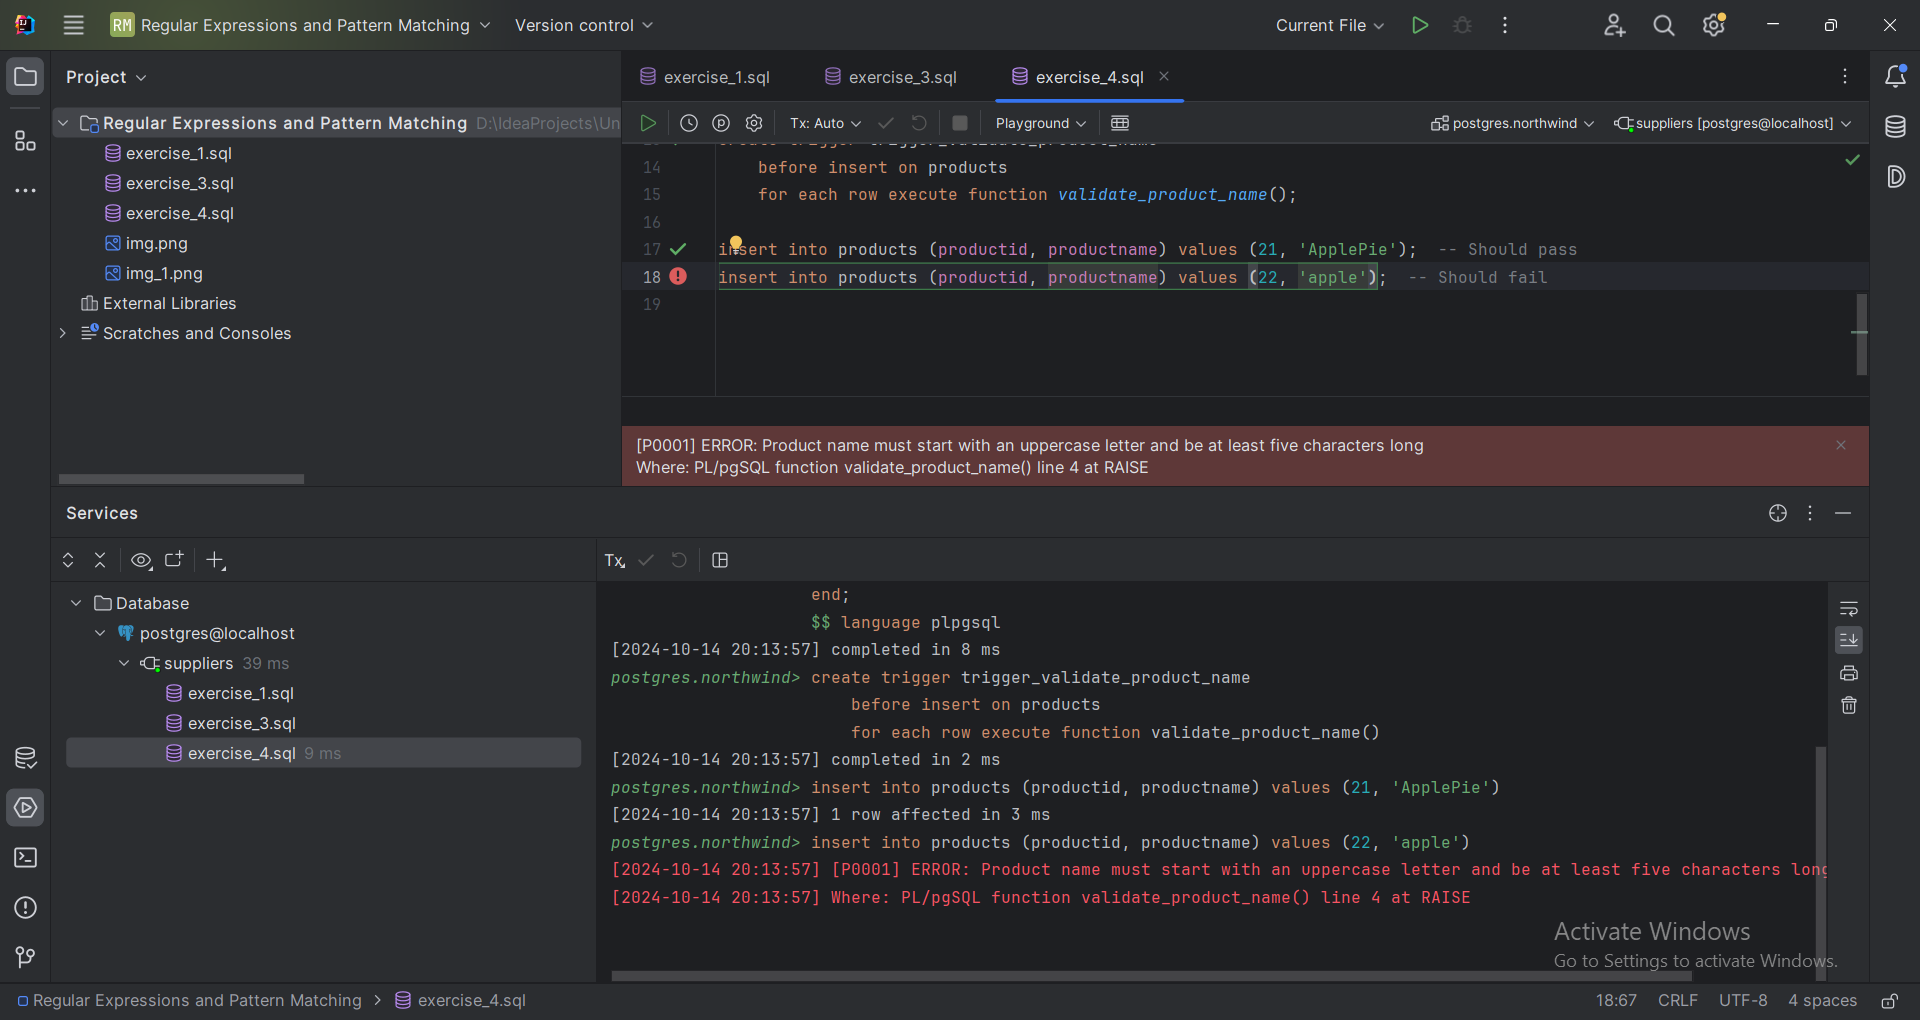 RM Regular Expressions and Pattern Matching
Version control
Current File
Project
Regular Expressions and Pattern Matching D:\IdeaProjects\Un
exercise_1.sql
exercise_3.sql
exercise_4.sql
img.png
img_1.png
External Libraries
Scratches and Consoles
exercise_1.sql
exercise_3.sql
exercise_4.sql
Tx: Auto
Playground
postgres.northwind
suppliers [postgres@localhost]
14 before insert on products
15 for each row execute function validate_product_name();
16
17 insert into products (productid, productname) values (21, 'ApplePie'); -- Should pass
18 insert into products (productid, productname) values (22, 'apple'); -- Should fail
19
[P0001] ERROR: Product name must start with an uppercase letter and be at least five characters long
Where: PL/pgSQL function validate_product_name() line 4 at RAISE
Services
Database
postgres@localhost
suppliers 39 ms
exercise_1.sql
exercise_3.sql
exercise_4.sql 9 ms
Tx
end;
$$ language plpgsql
[2024-10-14 20:13:57] completed in 8 ms
postgres.northwind> create trigger trigger_validate_product_name
before insert on products
for each row execute function validate_product_name()
[2024-10-14 20:13:57] completed in 2 ms
postgres.northwind> insert into products (productid, productname) values (21, 'ApplePie')
[2024-10-14 20:13:57] 1 row affected in 3 ms
postgres.northwind> insert into products (productid, productname) values (22, 'apple')
[2024-10-14 20:13:57] [P0001] ERROR: Product name must start with an uppercase letter and be at least five characters long
[2024-10-14 20:13:57] Where: PL/pgSQL function validate_product_name() line 4 at RAISE
Activate Windows
Go to Settings to activate Windows.
Regular Expressions and Pattern Matching > exercise_4.sql
18:67
CRLF
UTF-8
4 spaces